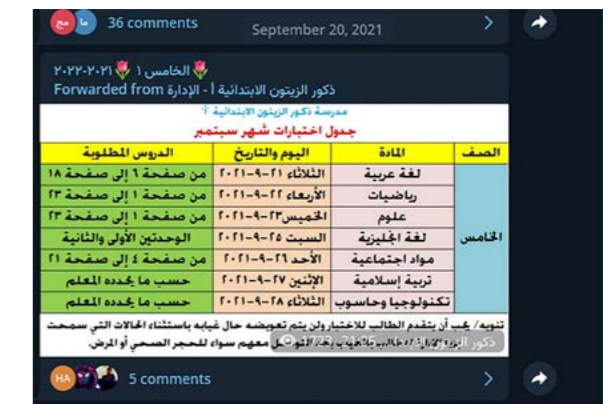 ما
مج
36 comments
September 20, 2021
🌷 الخامس ١ 🌷 ٢٠٢١-٢٠٢٢
Forwarded from ذكور الزيتون الابتدائية أ - الإدارة
مدرسة ذكور الزيتون الابتدائية أ
جدول اختبارات شهر سبتمبر
الصف المادة اليوم والتاريخ الدروس المطلوبة
الخامس
لغة عربية الثلاثاء ٢١-٩-٢٠٢١ من صفحة ٦ إلى صفحة ١٨
رياضيات الأربعاء ٢٢-٩-٢٠٢١ من صفحة ١ إلى صفحة ٢٣
علوم الخميس ٢٣-٩-٢٠٢١ من صفحة ١ إلى صفحة ٢٣
لغة انجليزية السبت ٢٥-٩-٢٠٢١ الوحدتين الأولى والثانية
مواد اجتماعية الأحد ٢٦-٩-٢٠٢١ من صفحة ٤ إلى صفحة ٢١
تربية إسلامية الإثنين ٢٧-٩-٢٠٢١ حسب ما يحدده المعلم
تكنولوجيا وحاسوب الثلاثاء ٢٨-٩-٢٠٢١ حسب ما يحدده المعلم
تنويه/ يجب أن يتقدم الطالب للاختبار ولن يتم تعويضه حال غيابه باستثناء الحالات التي سمحت
معهم سواء للحجر الصحي أو المرض.
HA
5 comments